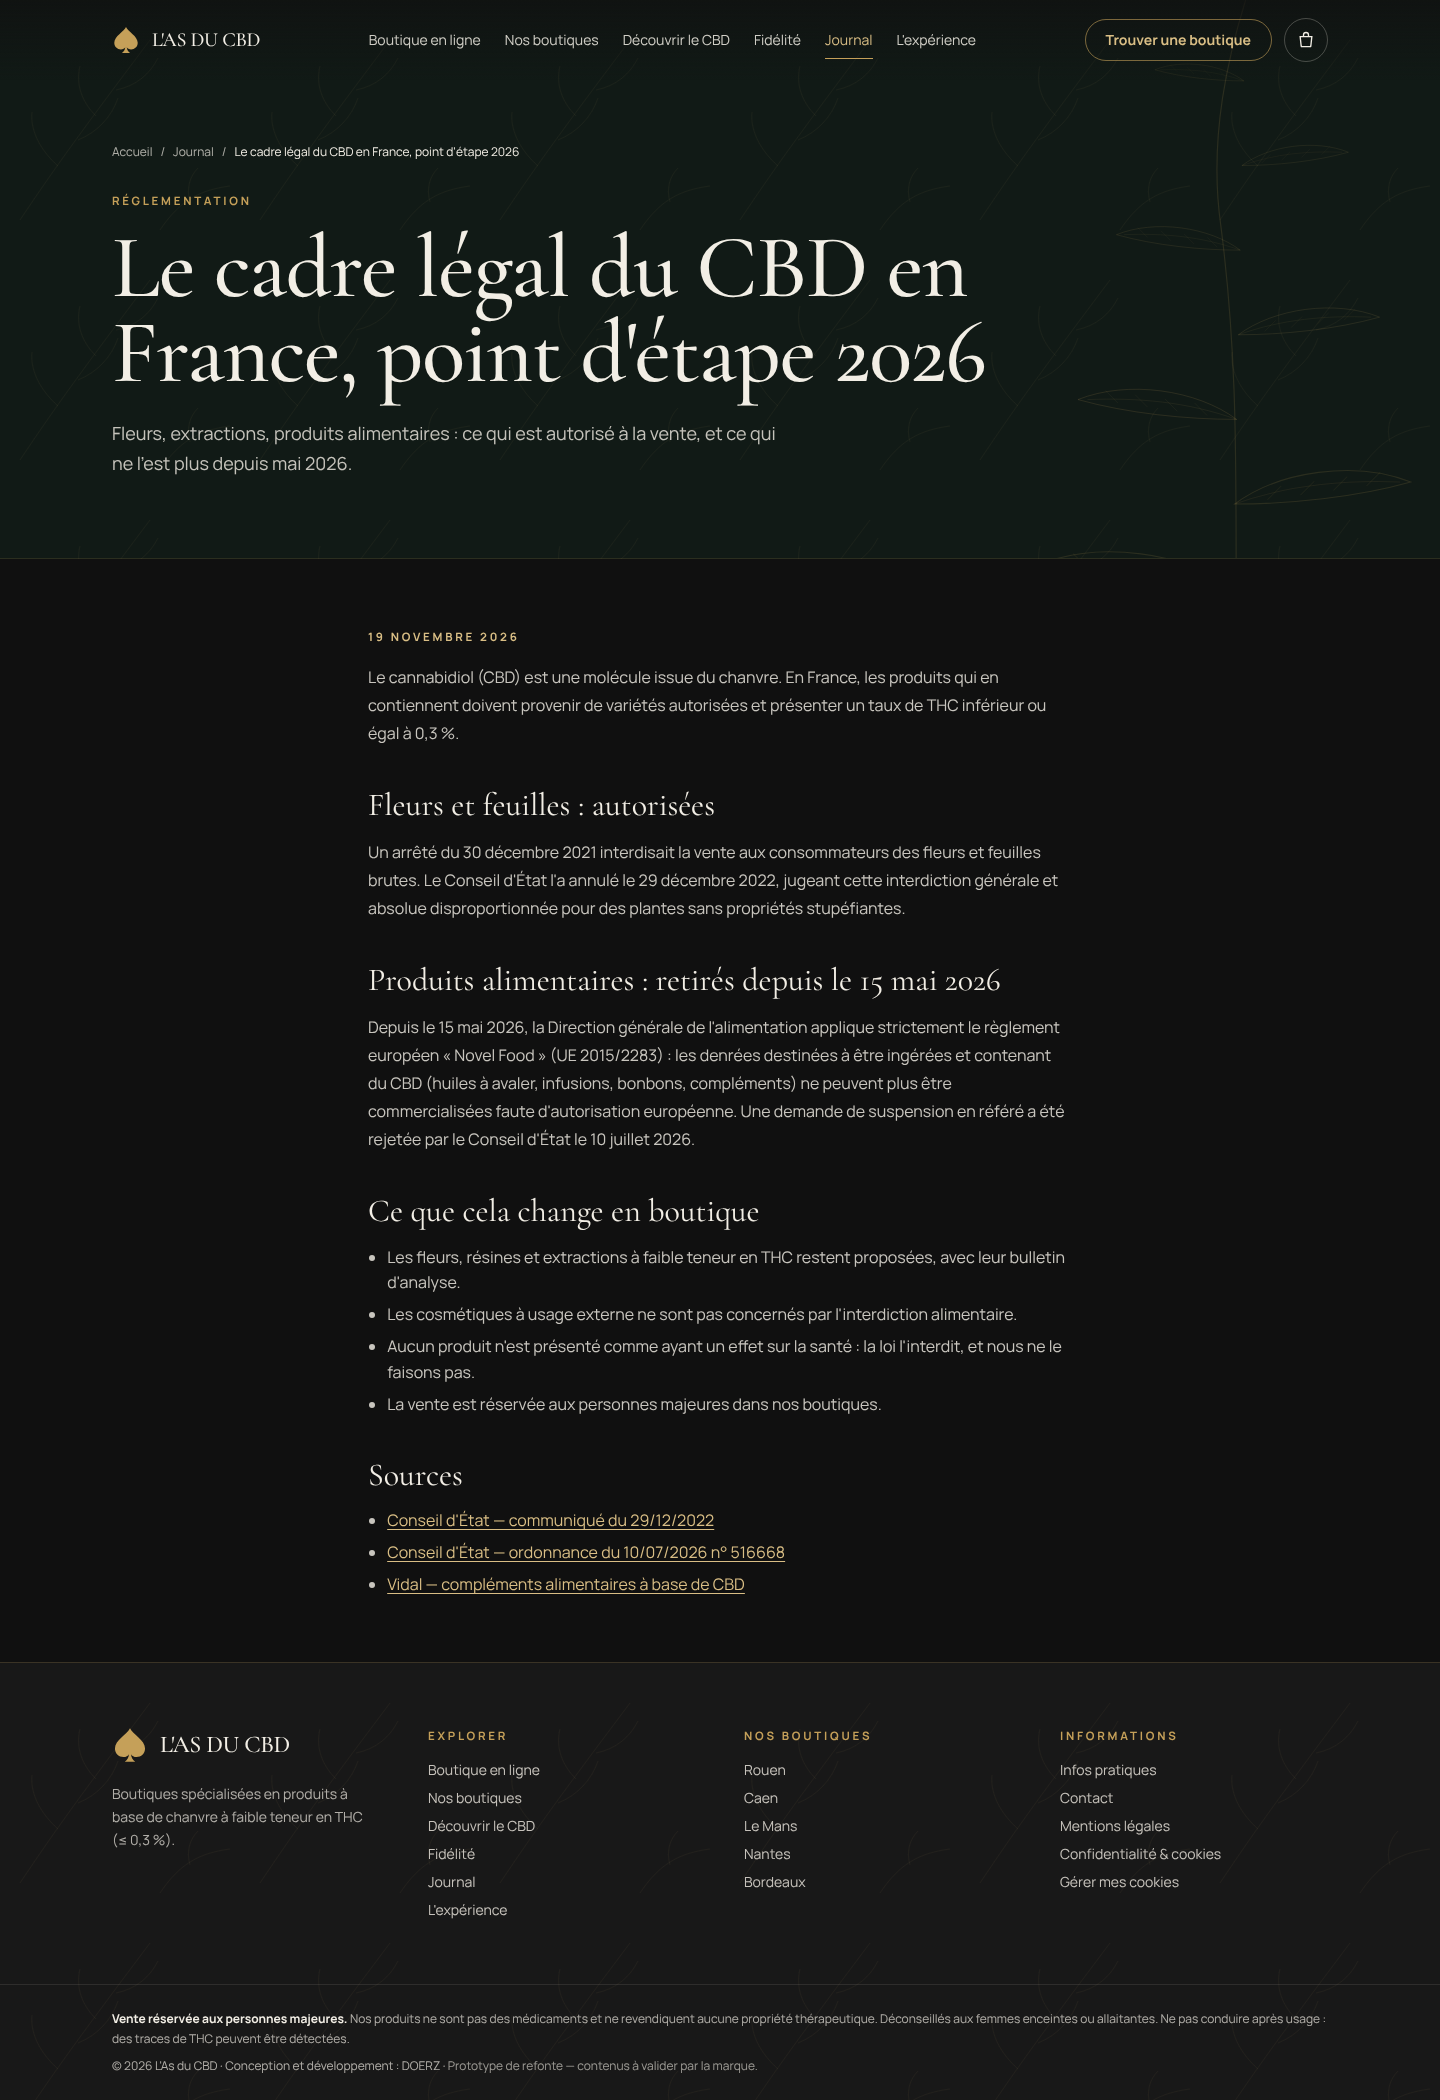 L'AS DU CBD
Boutique en ligne
Nos boutiques
Découvrir le CBD
Fidélité
Journal
L'expérience
Trouver une boutique
Accueil / Journal / Le cadre légal du CBD en France, point d'étape 2026
RÉGLEMENTATION
Le cadre légal du CBD en
France, point d'étape 2026
Fleurs, extractions, produits alimentaires : ce qui est autorisé à la vente, et ce qui
ne l'est plus depuis mai 2026.
19 NOVEMBRE 2026
Le cannabidiol (CBD) est une molécule issue du chanvre. En France, les produits qui en
contiennent doivent provenir de variétés autorisées et présenter un taux de THC inférieur ou
égal à 0,3 %.
Fleurs et feuilles : autorisées
Un arrêté du 30 décembre 2021 interdisait la vente aux consommateurs des fleurs et feuilles
brutes. Le Conseil d'État l'a annulé le 29 décembre 2022, jugeant cette interdiction générale et
absolue disproportionnée pour des plantes sans propriétés stupéfiantes.
Produits alimentaires : retirés depuis le 15 mai 2026
Depuis le 15 mai 2026, la Direction générale de l'alimentation applique strictement le règlement
européen « Novel Food » (UE 2015/2283) : les denrées destinées à être ingérées et contenant
du CBD (huiles à avaler, infusions, bonbons, compléments) ne peuvent plus être
commercialisées faute d'autorisation européenne. Une demande de suspension en référé a été
rejetée par le Conseil d'État le 10 juillet 2026.
Ce que cela change en boutique
• Les fleurs, résines et extractions à faible teneur en THC restent proposées, avec leur bulletin
d'analyse.
• Les cosmétiques à usage externe ne sont pas concernés par l'interdiction alimentaire.
• Aucun produit n'est présenté comme ayant un effet sur la santé : la loi l'interdit, et nous ne le
faisons pas.
• La vente est réservée aux personnes majeures dans nos boutiques.
Sources
• Conseil d'État — communiqué du 29/12/2022
• Conseil d'État — ordonnance du 10/07/2026 n° 516668
• Vidal — compléments alimentaires à base de CBD
L'AS DU CBD
Boutiques spécialisées en produits à
base de chanvre à faible teneur en THC
(≤ 0,3 %).
EXPLORER
Boutique en ligne
Nos boutiques
Découvrir le CBD
Fidélité
Journal
L'expérience
NOS BOUTIQUES
Rouen
Caen
Le Mans
Nantes
Bordeaux
INFORMATIONS
Infos pratiques
Contact
Mentions légales
Confidentialité & cookies
Gérer mes cookies
Vente réservée aux personnes majeures. Nos produits ne sont pas des médicaments et ne revendiquent aucune propriété thérapeutique. Déconseillés aux femmes enceintes ou allaitantes. Ne pas conduire après usage :
des traces de THC peuvent être détectées.
© 2026 L'As du CBD · Conception et développement : DOERZ · Prototype de refonte — contenus à valider par la marque.